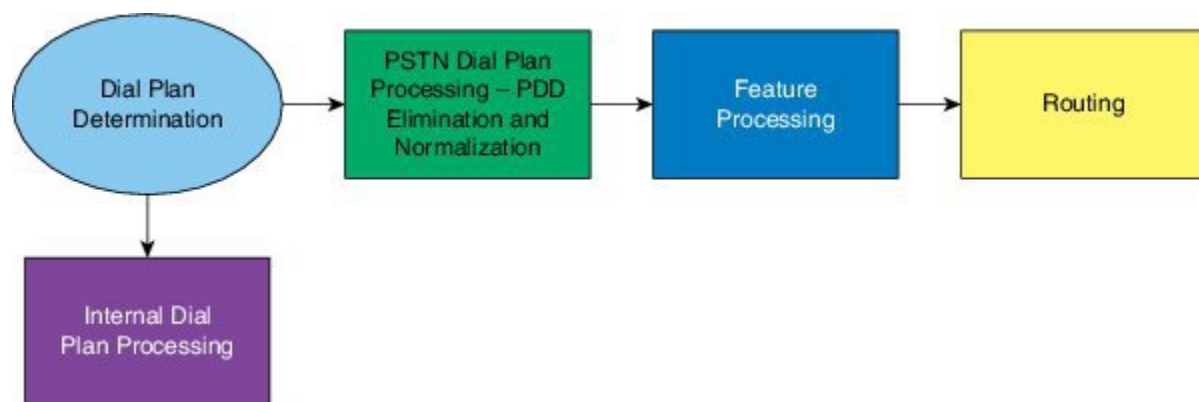 Dial Plan
Determination
PSTN Dial Plan
Processing – PDD
Elimination and
Normalization
Feature
Processing
Routing
Internal Dial
Plan Processing